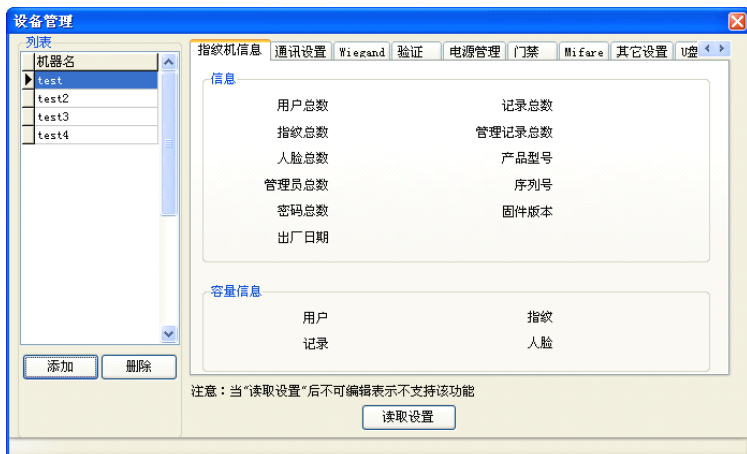 设备管理
列表
机器名
test
test2
test3
test4
添加 删除
指纹机信息 通讯设置 Wiegand 验证 电源管理 门禁 Mifare 其它设置 U盘
信息
用户总数 记录总数
指纹总数 管理记录总数
人脸总数 产品型号
管理员总数 序列号
密码总数 固件版本
出厂日期
容量信息
用户 指纹
记录 人脸
注意：当"读取设置"后不可编辑表示不支持该功能
读取设置